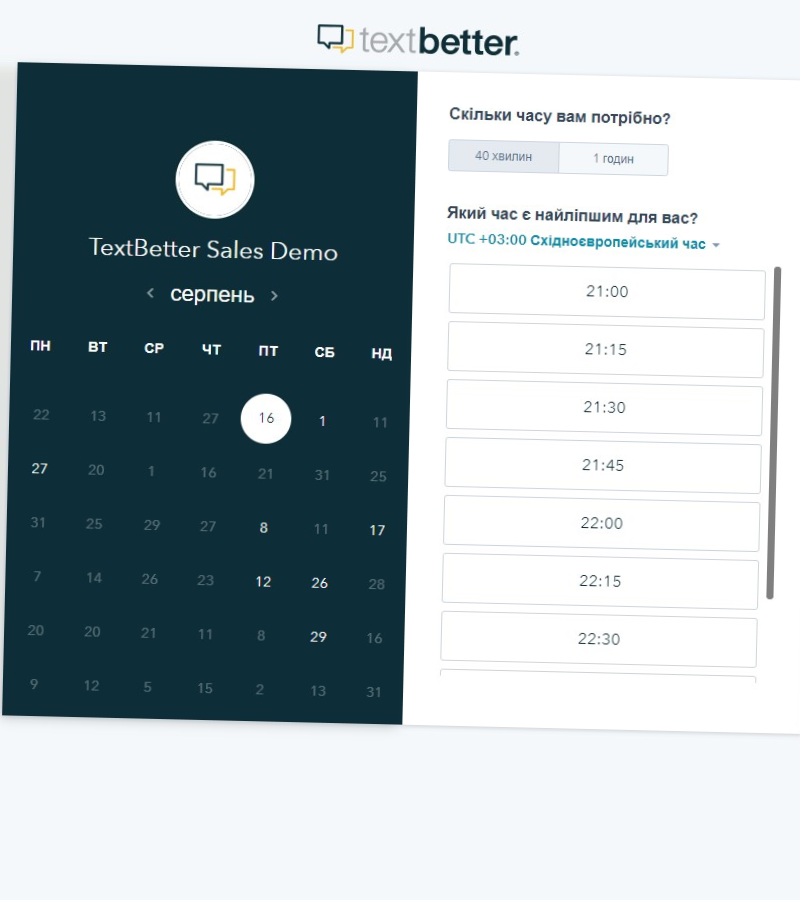 textbetter.
TextBetter Sales Demo
серпень
ПН ВТ СР ЧТ ПТ СБ НД
22 13 11 27 16 1 11
27 20 1 16 21 31 25
31 25 29 27 8 11 17
7 14 26 23 12 26 28
20 20 21 11 8 29 16
9 12 5 15 2 13 31
Скільки часу вам потрібно?
40 хвилин 1 годин
Який час є найліпшим для вас?
UTC +03:00 Східноєвропейський час
21:00
21:15
21:30
21:45
22:00
22:15
22:30